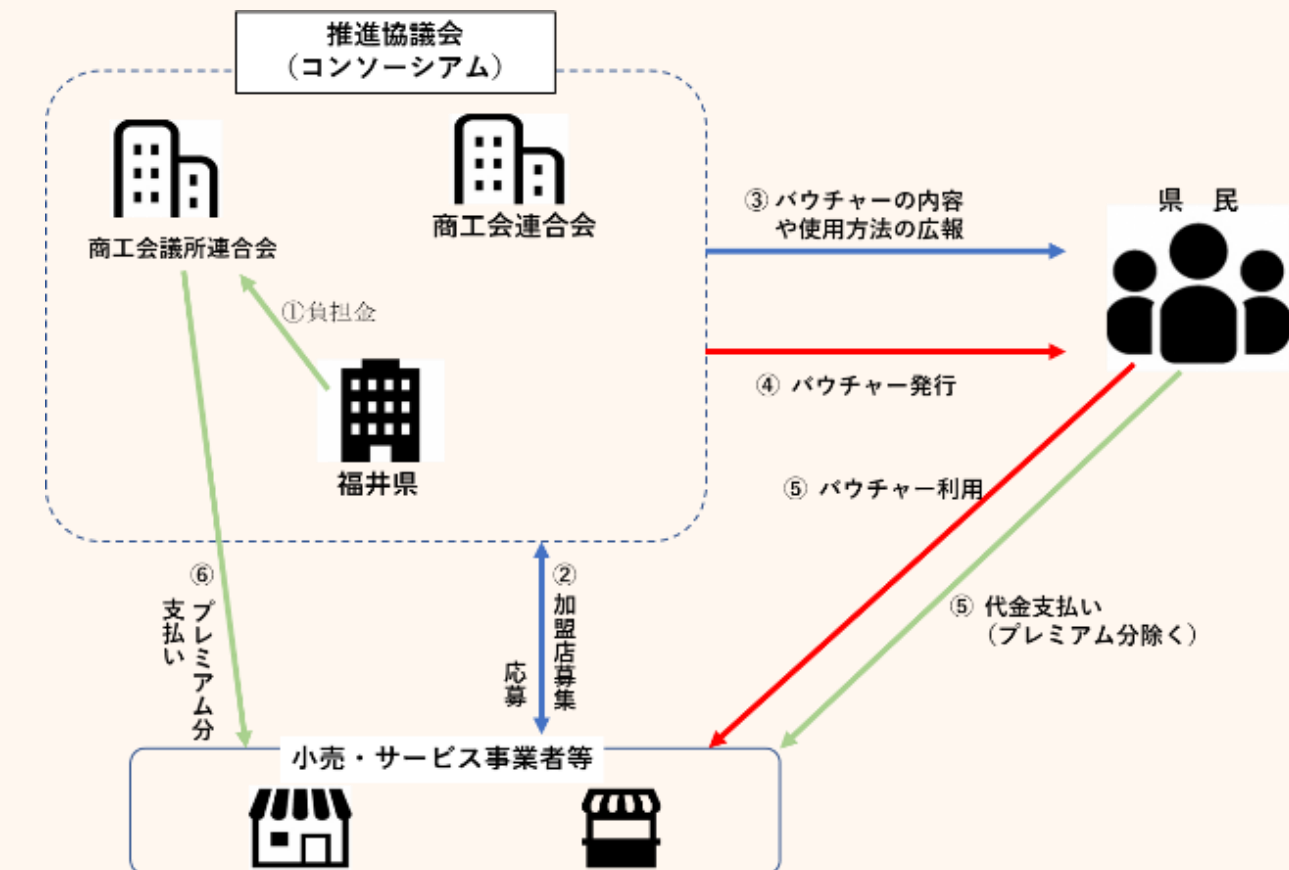 推進協議会
（コンソーシアム）
商工会議所連合会
商工会連合会
①負担金
福井県
③ バウチャーの内容
や使用方法の広報
県　民
④ バウチャー発行
⑤ バウチャー利用
⑤ 代金支払い
（プレミアム分除く）
⑥ プレミアム分
支払い
② 加盟店募集
応募
小売・サービス事業者等